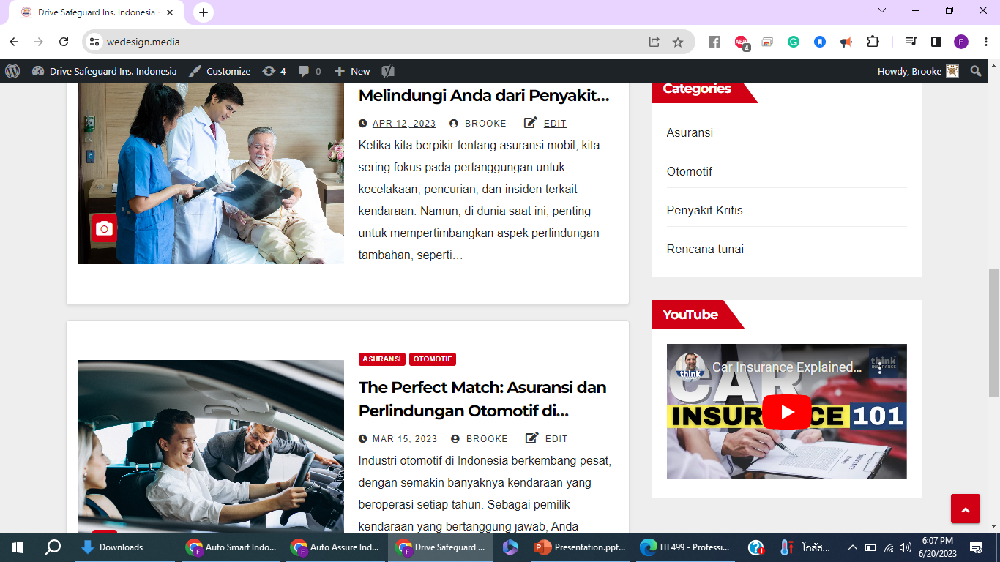 Drive Safeguard Ins. Indonesia
wedesign.media
ABP
4
F
Drive Safeguard Ins. Indonesia
Customize
4
0
New
Howdy, Brooke
Melindungi Anda dari Penyakit…
APR 12, 2023 BROOKE EDIT
Ketika kita berpikir tentang asuransi mobil, kita
sering fokus pada pertanggungan untuk
kecelakaan, pencurian, dan insiden terkait
kendaraan. Namun, di dunia saat ini, penting
untuk mempertimbangkan aspek perlindungan
tambahan, seperti…
ASURANSI OTOMOTIF
The Perfect Match: Asuransi dan
Perlindungan Otomotif di…
MAR 15, 2023 BROOKE EDIT
Industri otomotif di Indonesia berkembang pesat,
dengan semakin banyaknya kendaraan yang
beroperasi setiap tahun. Sebagai pemilik
kendaraan yang bertanggung jawab, Anda
Categories
Asuransi
Otomotif
Penyakit Kritis
Rencana tunai
YouTube
think
Car Insurance Explained…
think
INSURANCE
CAR
INSURANCE 101
Downloads
Auto Smart Indo...
Auto Assure Ind...
Drive Safeguard ...
Presentation.ppt...
ITE499 - Professi...
ใกล้ส...
6:07 PM
6/20/2023